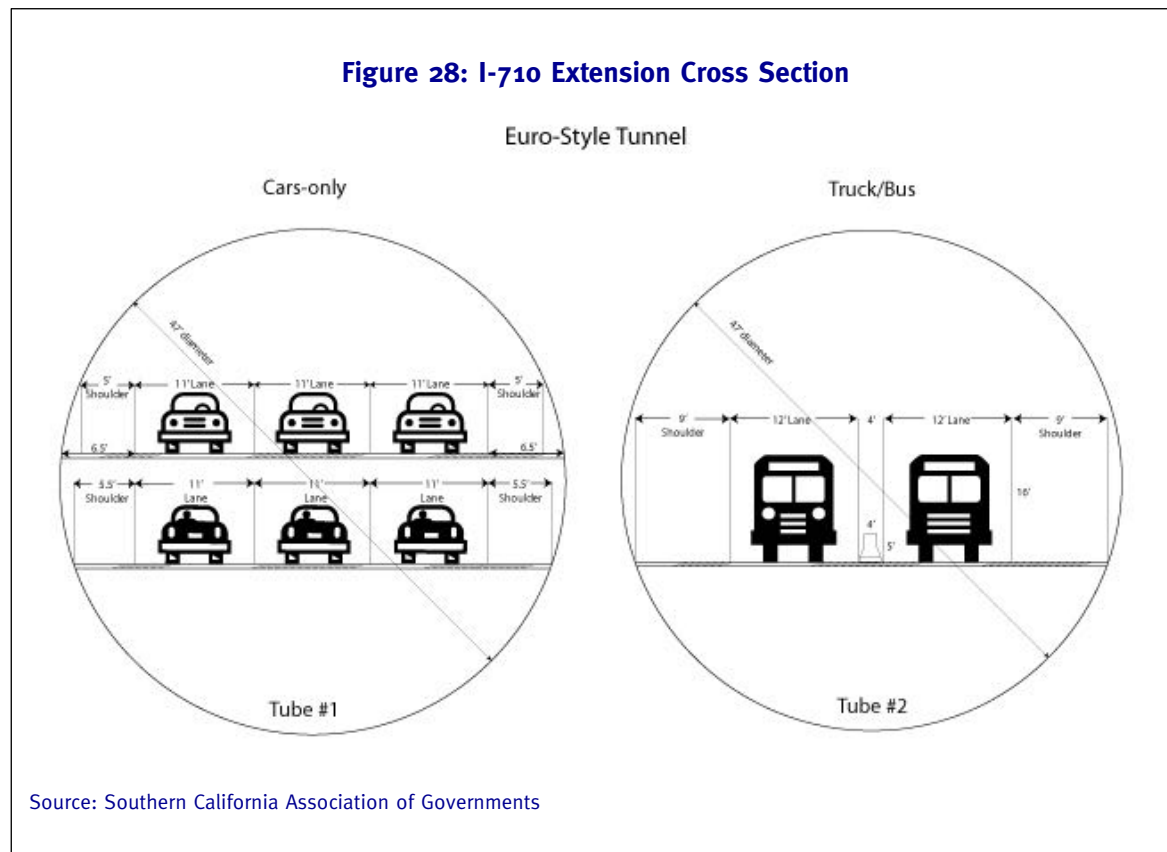 Figure 28: I-710 Extension Cross Section
Euro-Style Tunnel
Cars-only
Truck/Bus
47' diameter
5'
Shoulder
11' Lane
11' Lane
11' Lane
5'
Shoulder
6.5'
6.5'
5.5'
Shoulder
11'
Lane
11'
Lane
11'
Lane
5.5'
Shoulder
Tube #1
47' diameter
9'
Shoulder
12' Lane
4'
12' Lane
9'
Shoulder
16'
4'
5'
Tube #2
Source: Southern California Association of Governments